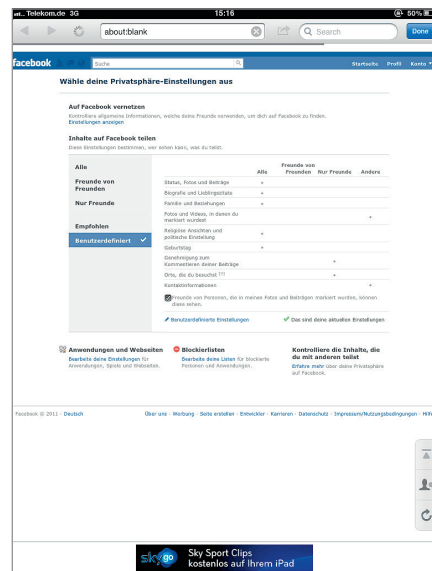 Telekom.de 3G 15:16 50%
about:blank Search Done
facebook Suche Startseite Profil Konto
Wähle deine Privatsphäre-Einstellungen aus
Auf Facebook vernetzen
Kontrolliere allgemeine Informationen, welche deine Freunde verwenden, um dich auf Facebook zu finden.
Einstellungen anzeigen
Inhalte auf Facebook teilen
Diese Einstellungen bestimmen, wer sehen kann, was du teilst.
Alle
Freunde von
Freunden
Nur Freunde
Empfohlen
Benutzerdefiniert
Freunde von
Alle Freunden Nur Freunde Andere
Status, Fotos und Beiträge
Biografie und Lieblingszitate
Familie und Beziehungen
Fotos und Videos, in denen du
markiert wurdest
Religiöse Ansichten und
politische Einstellung
Geburtstag
Genehmigung zum
Kommentieren deiner Beiträge
Orte, die du besuchst [?]
Kontaktinformationen
Freunde von Personen, die in meinen Fotos und Beiträgen markiert wurden, können
diese sehen.
Benutzerdefinierte Einstellungen Das sind deine aktuellen Einstellungen
Anwendungen und Webseiten
Bearbeite deine Einstellungen für
Anwendungen, Spiele und Webseiten.
Blockierlisten
Bearbeite deine Listen für blockierte
Personen und Anwendungen.
Kontrolliere die Inhalte, die
du mit anderen teilst
Erfahre mehr über deine Privatsphäre
auf Facebook.
Facebook © 2011 · Deutsch Über uns · Werbung · Seite erstellen · Entwickler · Karrieren · Datenschutz · Impressum/Nutzungsbedingungen · Hilf
sky go Sky Sport Clips
kostenlos auf Ihrem iPad